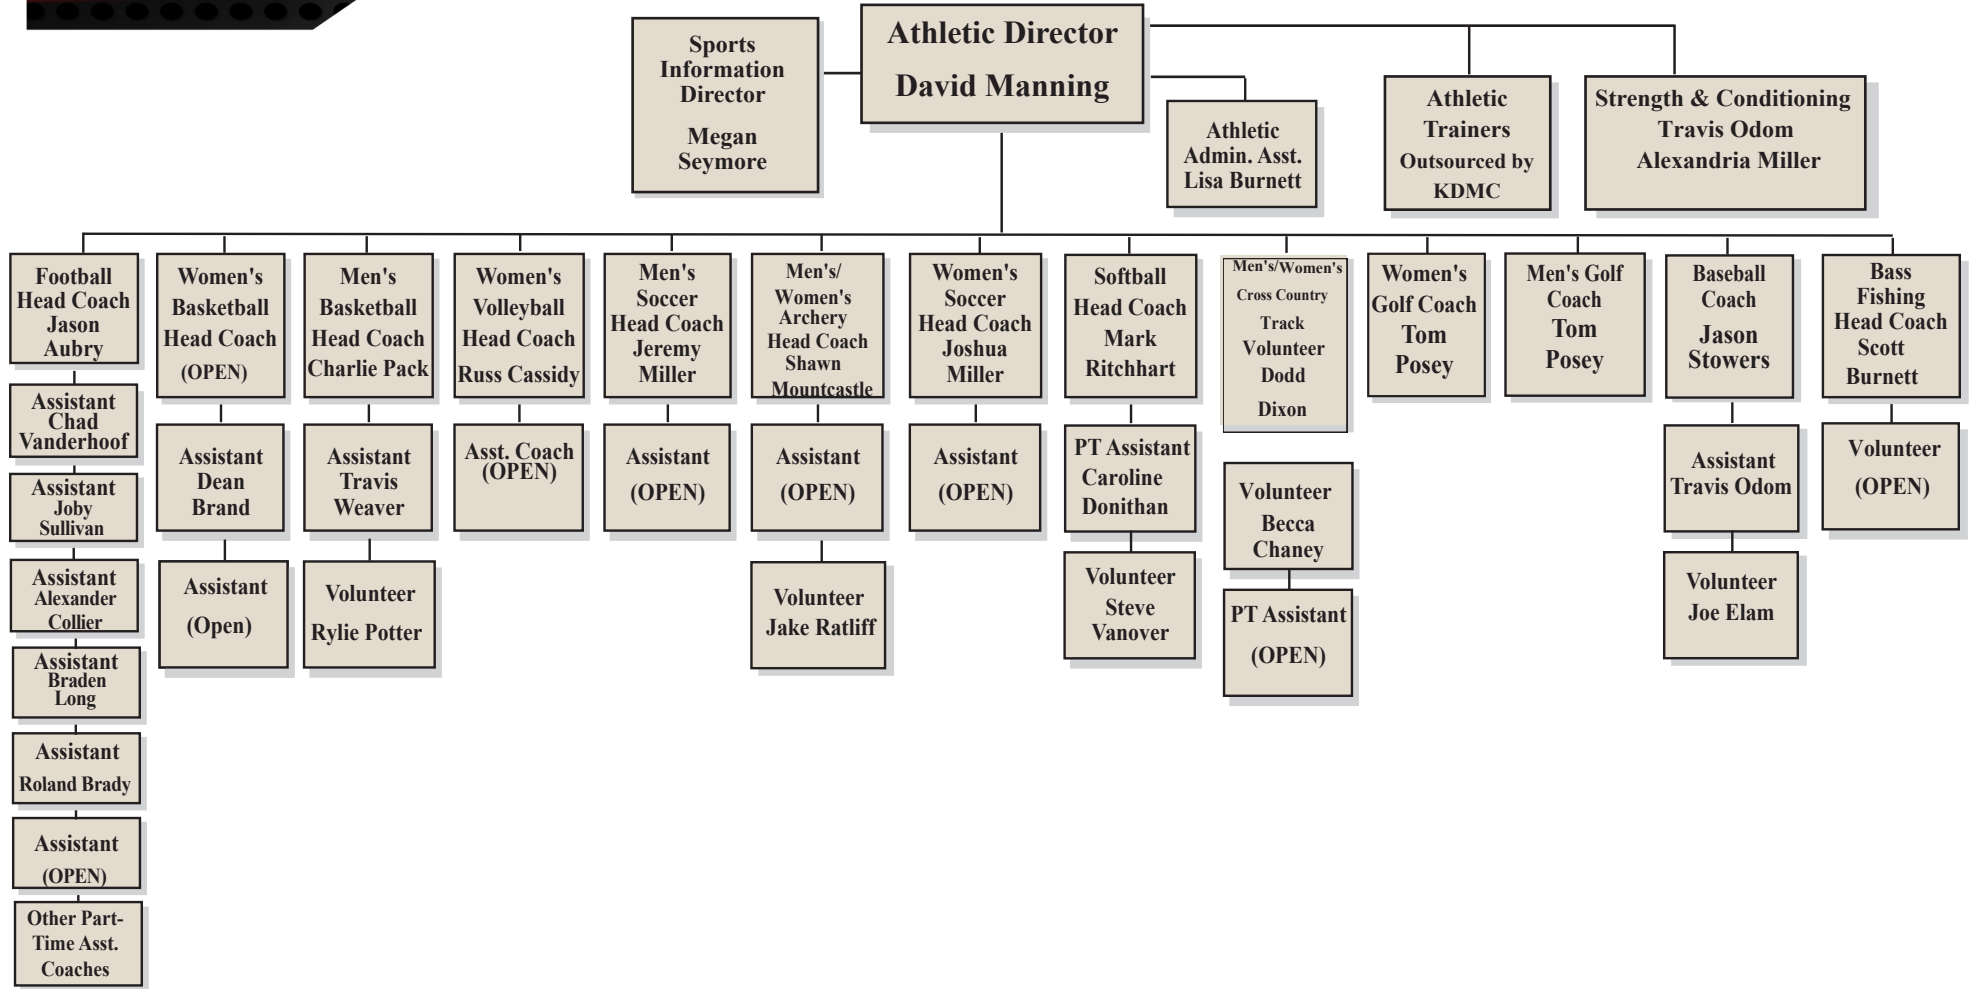 Sports
Information
Director
Megan
Seymore
Athletic Director
David Manning
Athletic
Admin. Asst.
Lisa Burnett
Athletic
Trainers
Outsourced by
KDMC
Strength & Conditioning
Travis Odom
Alexandria Miller
Football
Head Coach
Jason
Aubry
Assistant
Chad
Vanderhoof
Assistant
Joby
Sullivan
Assistant
Alexander
Collier
Assistant
Braden
Long
Assistant
Roland Brady
Assistant
(OPEN)
Other Part-
Time Asst.
Coaches
Women's
Basketball
Head Coach
(OPEN)
Assistant
Dean
Brand
Assistant
(Open)
Men's
Basketball
Head Coach
Charlie Pack
Assistant
Travis
Weaver
Volunteer
Rylie Potter
Women's
Volleyball
Head Coach
Russ Cassidy
Asst. Coach
(OPEN)
Men's
Soccer
Head Coach
Jeremy
Miller
Assistant
(OPEN)
Men's/
Women's
Archery
Head Coach
Shawn
Mountcastle
Assistant
(OPEN)
Volunteer
Jake Ratliff
Women's
Soccer
Head Coach
Joshua
Miller
Assistant
(OPEN)
Softball
Head Coach
Mark
Ritchhart
PT Assistant
Caroline
Donithan
Volunteer
Steve
Vanover
Men's/Women's
Cross Country
Track
Volunteer
Dodd
Dixon
Volunteer
Becca
Chaney
PT Assistant
(OPEN)
Women's
Golf Coach
Tom
Posey
Men's Golf
Coach
Tom
Posey
Baseball
Coach
Jason
Stowers
Assistant
Travis Odom
Volunteer
Joe Elam
Bass
Fishing
Head Coach
Scott
Burnett
Volunteer
(OPEN)